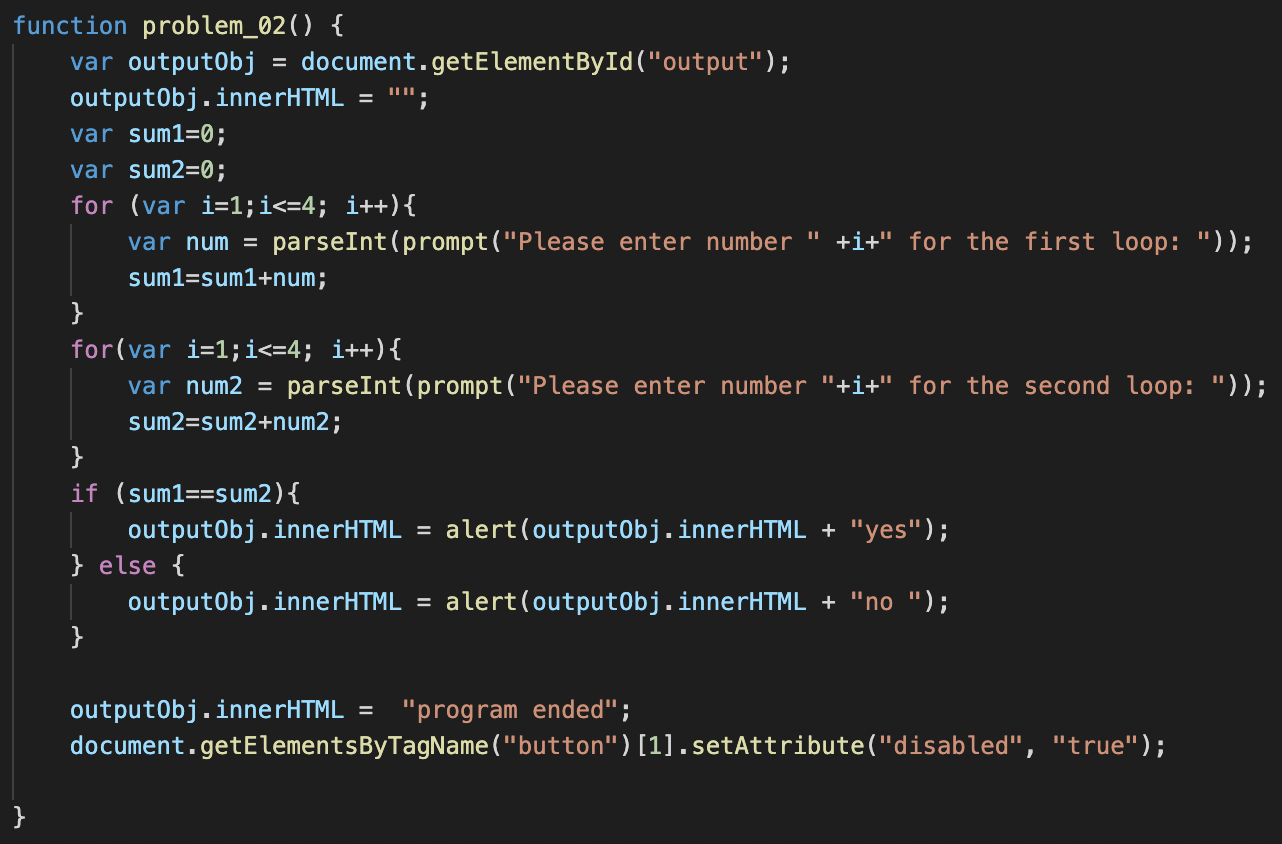 function problem_02() {
    var outputObj = document.getElementById("output");
    outputObj.innerHTML = "";
    var sum1=0;
    var sum2=0;
    for (var i=1;i<=4; i++){
        var num = parseInt(prompt("Please enter number " +i+" for the first loop: "));
        sum1=sum1+num;
    }
    for(var i=1;i<=4; i++){
        var num2 = parseInt(prompt("Please enter number "+i+" for the second loop: "));
        sum2=sum2+num2;
    }
    if (sum1==sum2){
        outputObj.innerHTML = alert(outputObj.innerHTML + "yes");
    } else {
        outputObj.innerHTML = alert(outputObj.innerHTML + "no ");
    }

    outputObj.innerHTML =  "program ended";
    document.getElementsByTagName("button")[1].setAttribute("disabled", "true");

}